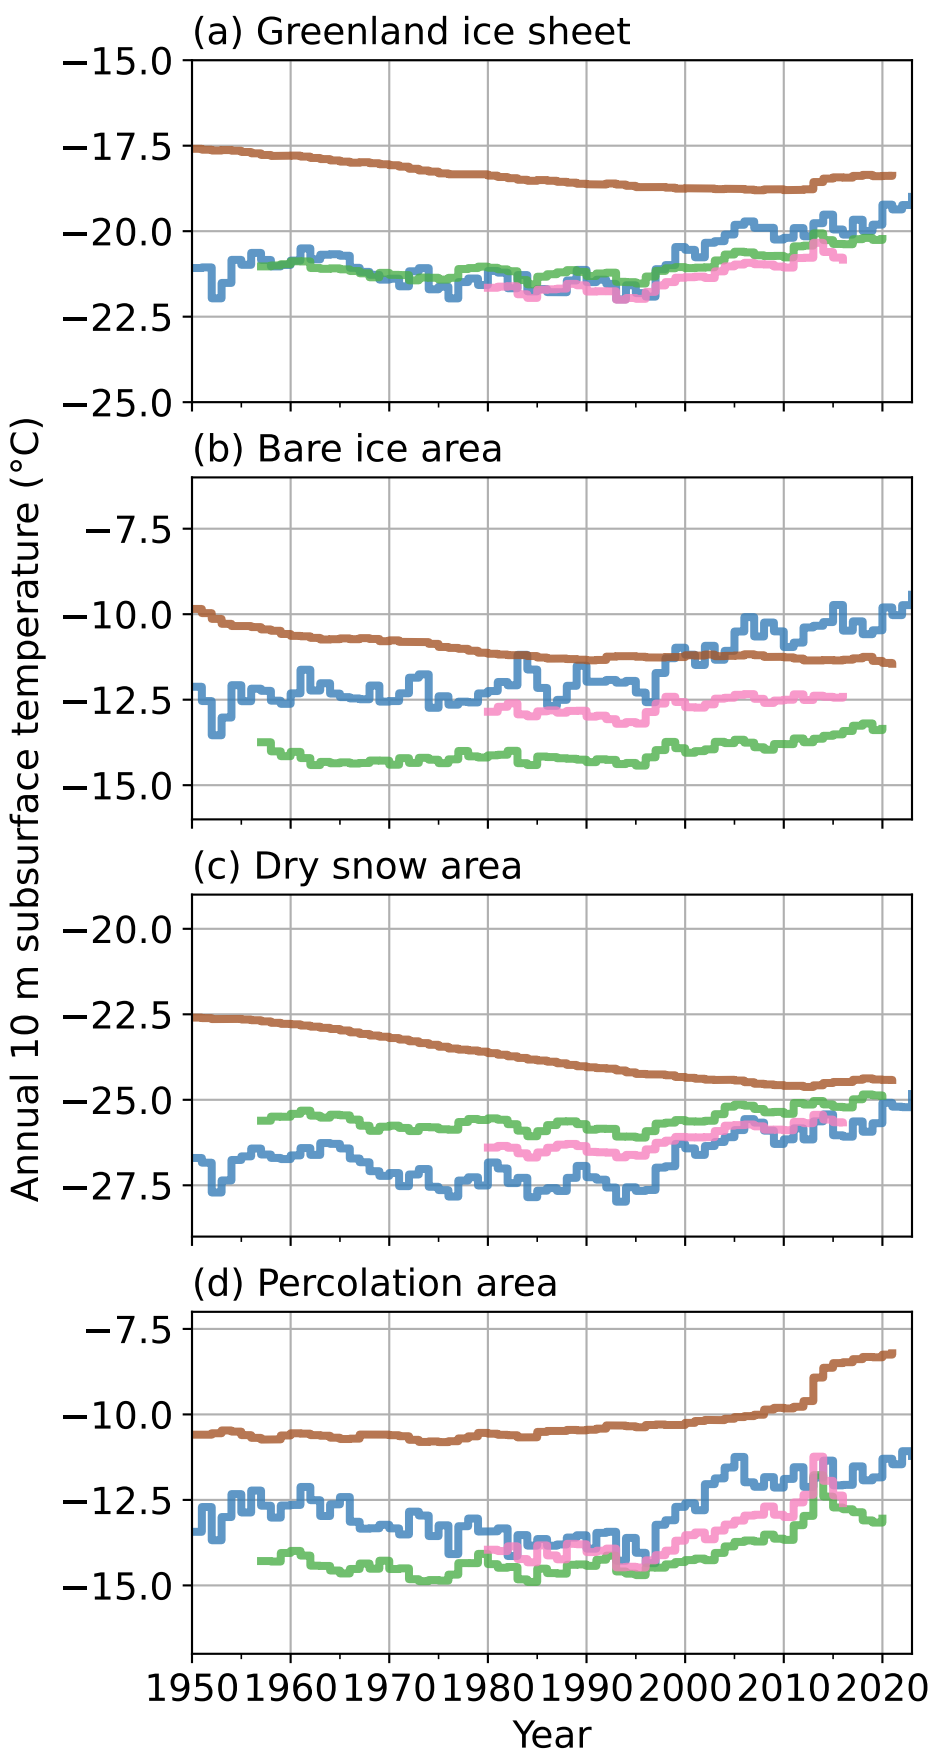 (a) Greenland ice sheet
−15.0
−17.5
−20.0
−22.5
−25.0
(b) Bare ice area
−7.5
−10.0
−12.5
−15.0
(c) Dry snow area
−20.0
−22.5
−25.0
−27.5
(d) Percolation area
−7.5
−10.0
−12.5
−15.0
1950 1960 1970 1980 1990 2000 2010 2020
Year
Annual 10 m subsurface temperature (°C)